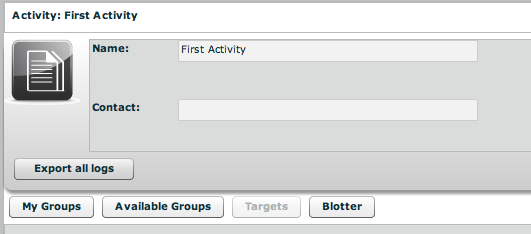 Activity: First Activity
Name: First Activity
Contact:
Export all logs
My Groups Available Groups Targets Blotter